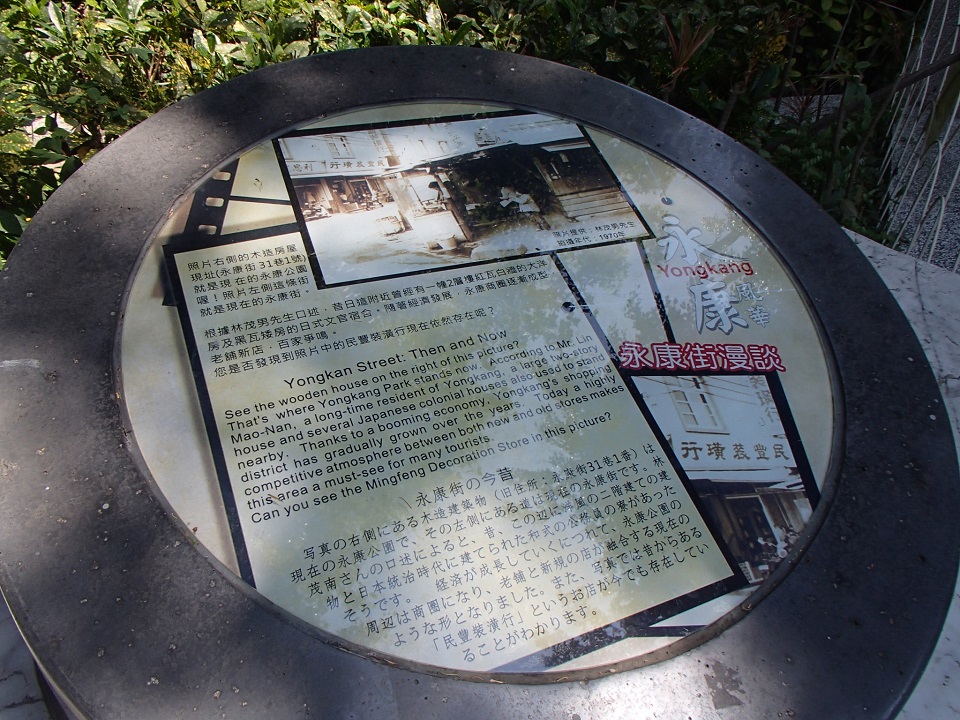 民豐裝璜行
照片提供：林茂男先生
拍攝年代：1970年
永康
Yongkang
風華
永康街漫談
民豐裝璜行
照片右側的木造房屋
現址(永康街31巷1號)
就是現在的永康公園
喔！照片左側這條街
就是現在的永康街。
根據林茂男先生口述，昔日這附近曾經有一幢2層樓紅瓦白牆的大洋
房及黑瓦矮房的日式文官宿台，隨著經濟發展，永康商圈逐漸成型，
老舖新店，百家爭鳴。
您是否發現到照片中的民豐裝潢行現在依然存在呢？
Yongkan Street: Then and Now
See the wooden house on the right of this picture?
That's where Yongkang Park stands now. According to Mr. Lin
Mao-Nan, a long-time resident of Yongkang, a large two-story
house and several Japanese colonial houses also used to stand
nearby. Thanks to a booming economy, Yongkang's shopping
district has gradually grown over the years. Today a highly
competitive atmosphere between both new and old stores makes
this area a must-see for many tourists.
Can you see the Mingfeng Decoration Store in this picture?
永康街の今昔
写真の右側にある木造建築物（旧住所：永康街31巷1番）は
現在の永康公園で、その左側にある道は現在の永康街です。林
茂南さんの口述によると、昔、この辺に洋風の二階建ての建
物と日本統治時代に建てられた和式の公務員の寮があった
そうです。 経済が成長していくにつれて、永康公園の
周辺は商圏になり、老舗と新規の店が融合する現在の
ような形となりました。また、写真では昔からある
「民豐裝潢行」というお店が今でも存在してい
ることがわかります。